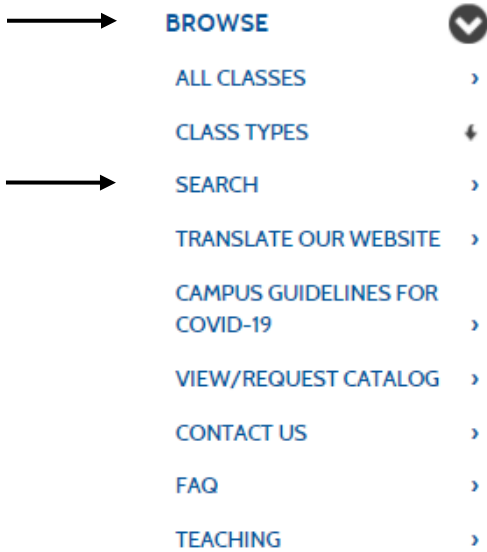 BROWSE
ALL CLASSES
CLASS TYPES
SEARCH
TRANSLATE OUR WEBSITE
CAMPUS GUIDELINES FOR
COVID-19
VIEW/REQUEST CATALOG
CONTACT US
FAQ
TEACHING